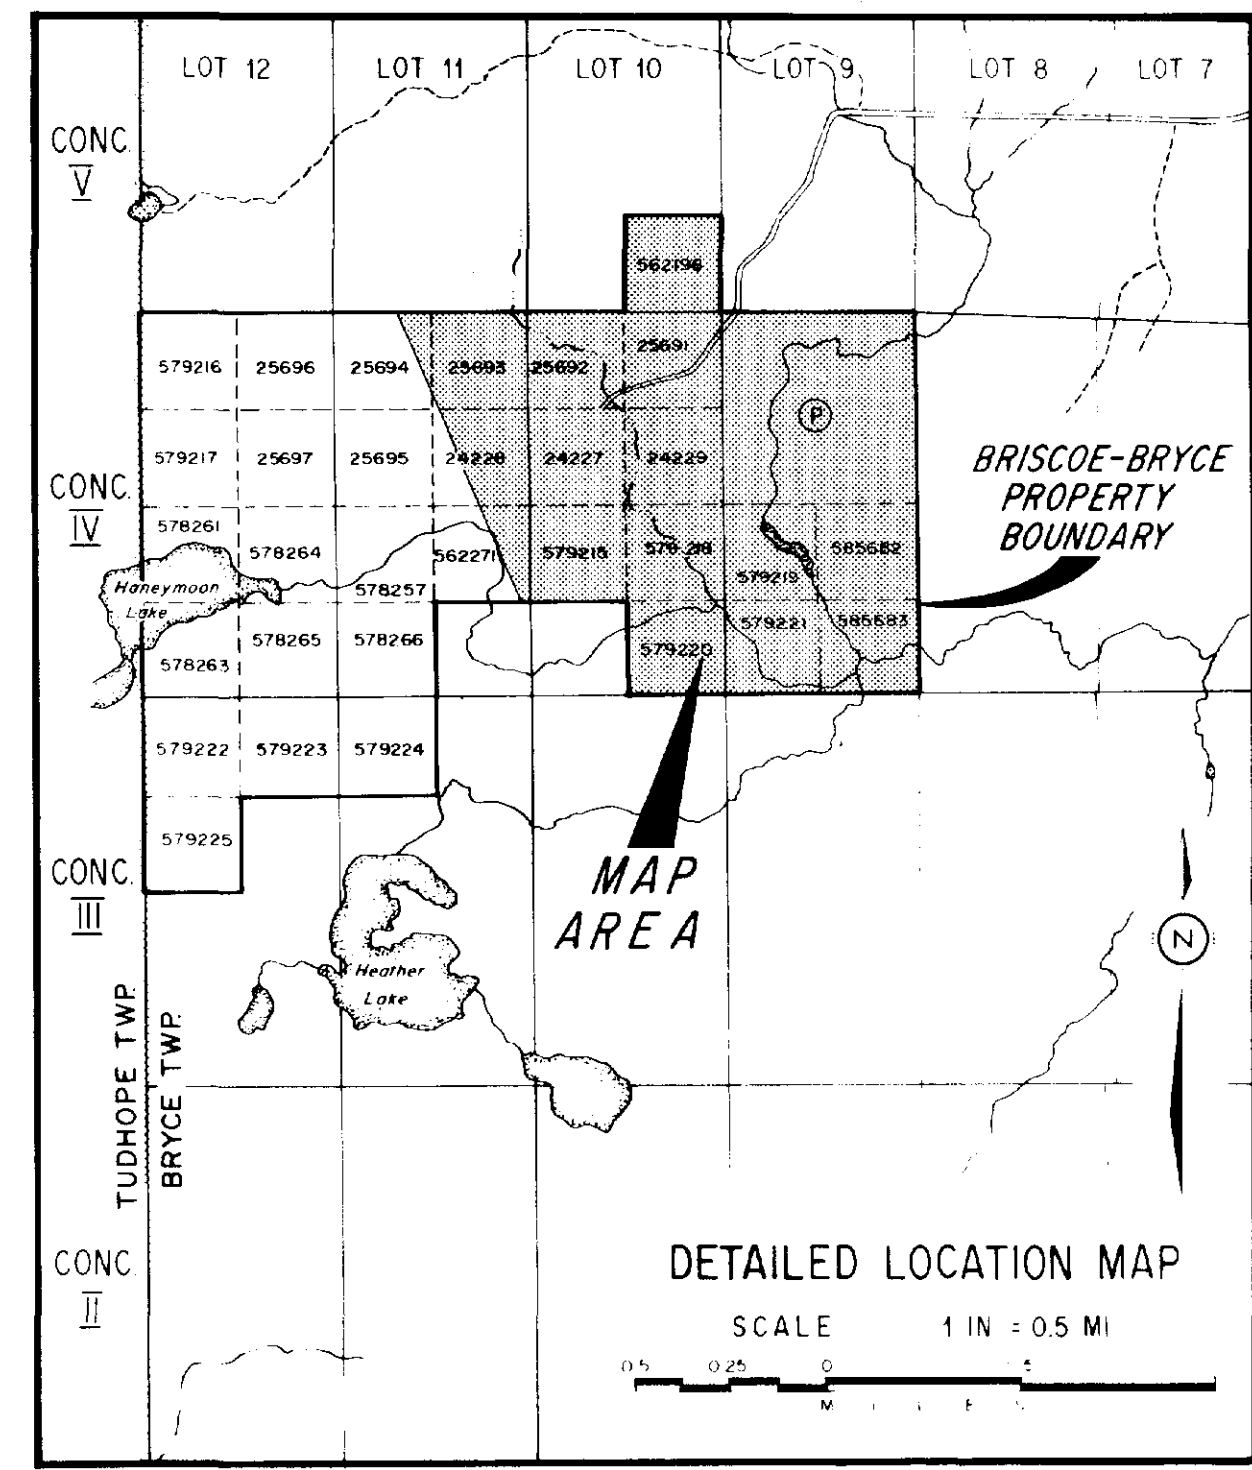 LOT 12 LOT 11 LOT 10 LOT 9 LOT 8 LOT 7
CONC.
V
562196
25691
579216 25696 25694 25693 25692
P
579217 25697 25695 24228 24227 24229
BRISCOE-BRYCE
PROPERTY
BOUNDARY
CONC.
IV
578261
578264 562271 579215 579218 585682
579219
Honeymoon
Lake
578257
578265 578266 579221 585683
578263 579220
579222 579223 579224
579225
CONC.
III
MAP
AREA
N
Heather
Lake
TUDHOPE TWP.
BRYCE TWP.
CONC.
II
DETAILED LOCATION MAP
SCALE 1 IN = 0.5 MI
0.5 0.25 0